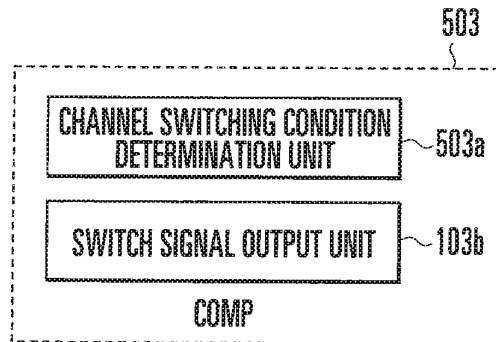 503
CHANNEL SWITCHING CONDITION
DETERMINATION UNIT
503a
SWITCH SIGNAL OUTPUT UNIT
103b
COMP